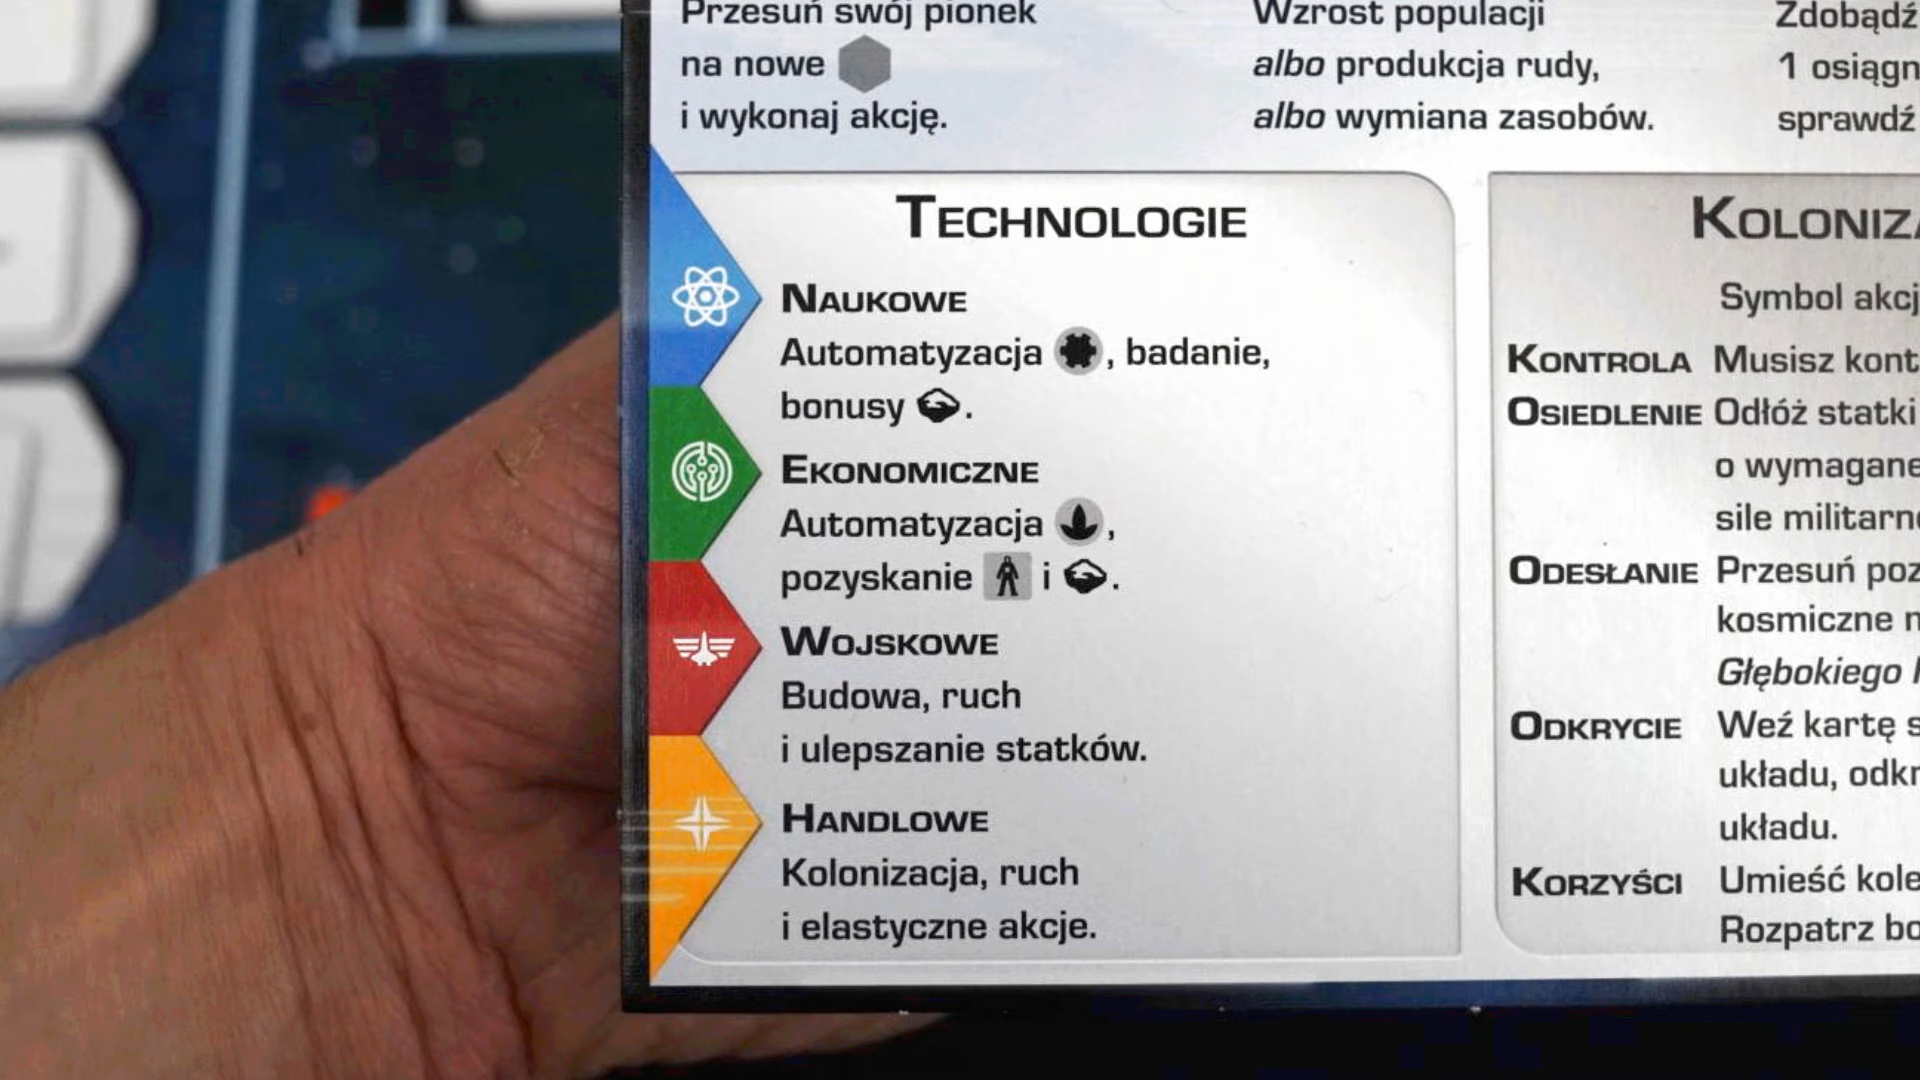 Przesuń swój pionek
na nowe
i wykonaj akcję.
Wzrost populacji
albo produkcja rudy,
albo wymiana zasobów.
Zdobądź
1 osiągn
sprawdź
TECHNOLOGIE
NAUKOWE
Automatyzacja , badanie,
bonusy .
EKONOMICZNE
Automatyzacja ,
pozyskanie i .
WOJSKOWE
Budowa, ruch
i ulepszanie statków.
HANDLOWE
Kolonizacja, ruch
i elastyczne akcje.
KOLONIZA
Symbol akcj
KONTROLA Musisz kont
OSIEDLENIE Odłóż statki
o wymagane
sile militarne
ODESŁANIE Przesuń poz
kosmiczne n
Głębokiego
ODKRYCIE Weź kartę s
układu, odkr
układu.
KORZYŚCI Umieść kole
Rozpatrz bo